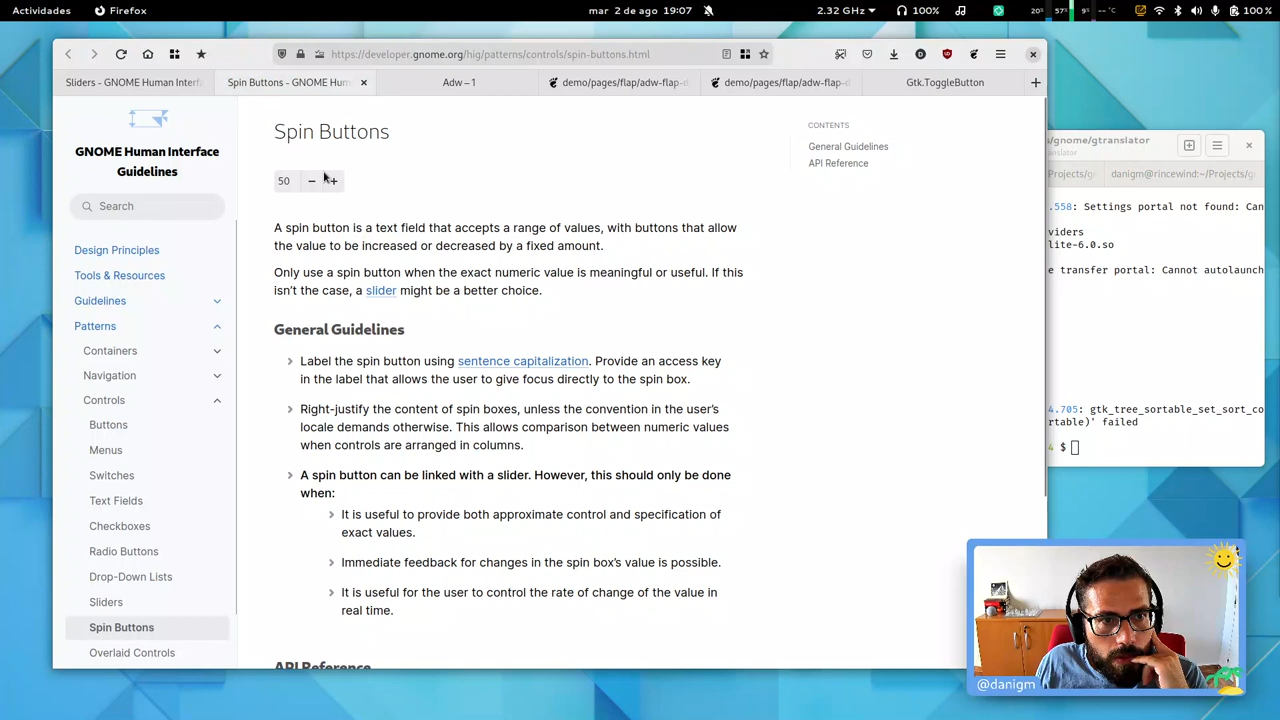 Actividades
Firefox
mar 2 de ago 19:07
2.32 GHz
100%
20%
57%
9%
--°C
100 %
https://developer.gnome.org/hig/patterns/controls/spin-buttons.html
Sliders - GNOME Human Interf
Spin Buttons - GNOME Hum
Adw – 1
demo/pages/flap/adw-flap-d
demo/pages/flap/adw-flap-d
Gtk.ToggleButton
GNOME Human Interface
Guidelines
Search
Design Principles
Tools & Resources
Guidelines
Patterns
Containers
Navigation
Controls
Buttons
Menus
Switches
Text Fields
Checkboxes
Radio Buttons
Drop-Down Lists
Sliders
Spin Buttons
Overlaid Controls
Spin Buttons
50 − +
A spin button is a text field that accepts a range of values, with buttons that allow
the value to be increased or decreased by a fixed amount.
Only use a spin button when the exact numeric value is meaningful or useful. If this
isn’t the case, a slider might be a better choice.
General Guidelines
Label the spin button using sentence capitalization. Provide an access key
in the label that allows the user to give focus directly to the spin box.
Right-justify the content of spin boxes, unless the convention in the user’s
locale demands otherwise. This allows comparison between numeric values
when controls are arranged in columns.
A spin button can be linked with a slider. However, this should only be done
when:
It is useful to provide both approximate control and specification of
exact values.
Immediate feedback for changes in the spin box’s value is possible.
It is useful for the user to control the rate of change of the value in
real time.
API Reference
CONTENTS
General Guidelines
API Reference
s/gnome/gtranslator
anslator
Projects/g
danigm@rincewind:~/Projects/g
.558: Settings portal not found: Can
viders
lite-6.0.so
e transfer portal: Cannot autolaunch
4.705: gtk_tree_sortable_set_sort_co
rtable)' failed
4 $
@danigm